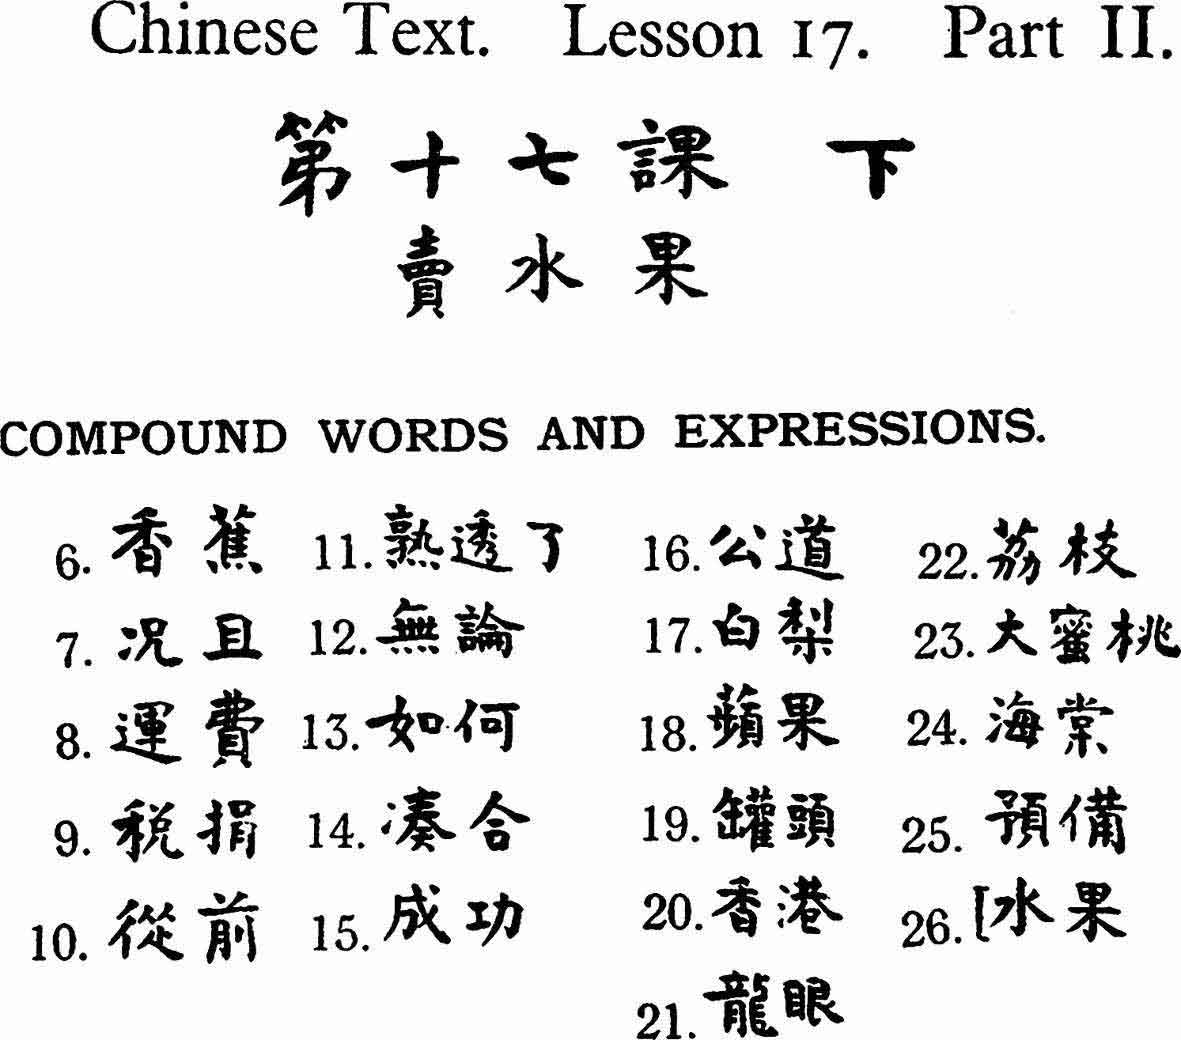 Chinese Text. Lesson 17. Part II.
第十七課 下
賣水果
COMPOUND WORDS AND EXPRESSIONS.
6. 香蕉
7. 况且
8. 運費
9. 稅捐
10. 從前
11. 熟透了
12. 無論
13. 如何
14. 凑合
15. 成功
16. 公道
17. 白梨
18. 蘋果
19. 罐頭
20. 香港
21. 龍眼
22. 荔枝
23. 大蜜桃
24. 海棠
25. 預備
26. [水果